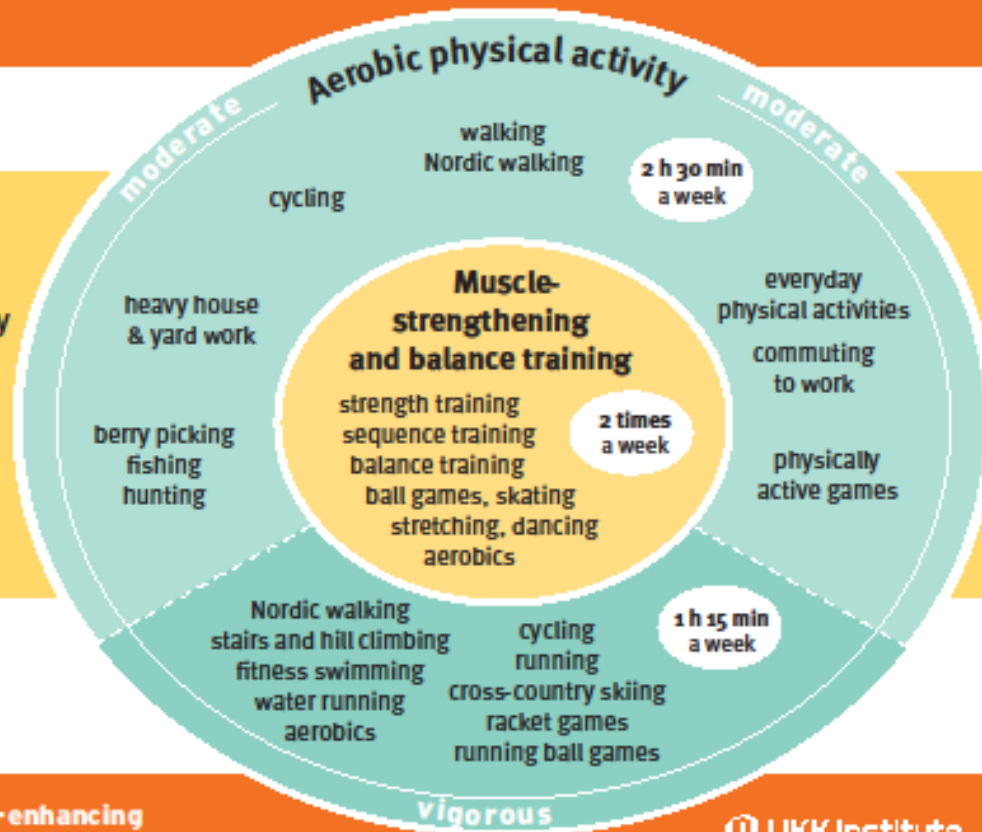 Aerobic physical activity
moderate
moderate
walking
Nordic walking
2 h 30 min
a week
cycling
heavy house
& yard work
everyday
physical activities
commuting
to work
berry picking
fishing
hunting
physically
active games
Muscle-
strengthening
and balance training
strength training
sequence training
balance training
ball games, skating
stretching, dancing
aerobics
2 times
a week
Nordic walking
stairs and hill climbing
fitness swimming
water running
aerobics
cycling
running
cross-country skiing
racket games
running ball games
1 h 15 min
a week
vigorous
y
-enhancing
UKK Institute